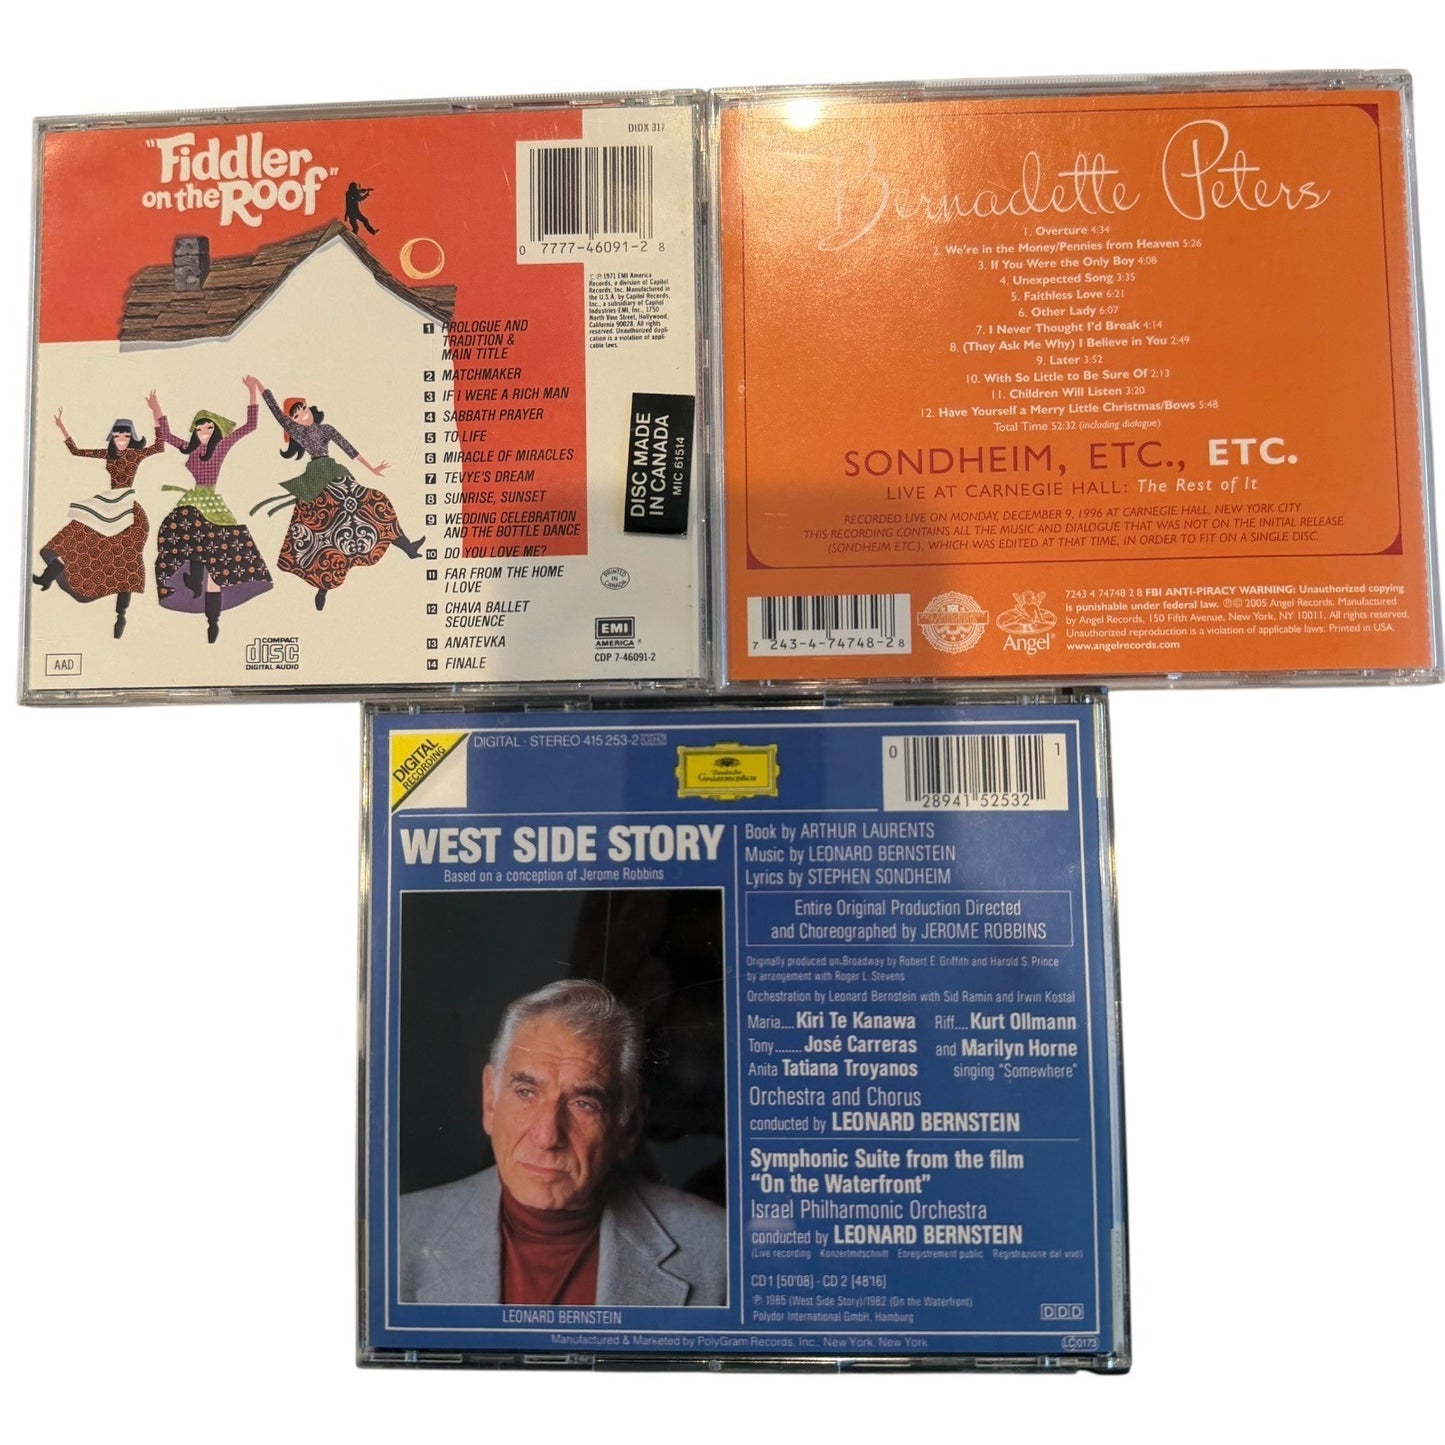 "Fiddler
on the Roof"
DIDX 317
0 7777-46091-2 8
© ℗ 1971 EMI America
Records, a division of Capitol
Records, Inc. Manufactured in
the U.S.A. by Capitol Records,
Inc., a subsidiary of Capitol
Industries-EMI, Inc., 1750
North Vine Street, Hollywood,
California 90028. All rights
reserved. Unauthorized dupli-
cation is a violation of appli-
cable laws.
1 PROLOGUE AND
TRADITION &
MAIN TITLE
2 MATCHMAKER
3 IF I WERE A RICH MAN
4 SABBATH PRAYER
5 TO LIFE
6 MIRACLE OF MIRACLES
7 TEVYE'S DREAM
8 SUNRISE, SUNSET
9 WEDDING CELEBRATION
AND THE BOTTLE DANCE
10 DO YOU LOVE ME?
11 FAR FROM THE HOME
I LOVE
12 CHAVA BALLET
SEQUENCE
13 ANATEVKA
14 FINALE
DISC MADE
IN CANADA
MIC 61514
PRINTED
IN
CANADA
AAD
COMPACT
disc
DIGITAL AUDIO
EMI
AMERICA
CDP 7-46091-2
Bernadette Peters
1. Overture 4:34
2. We're in the Money/Pennies from Heaven 5:26
3. If You Were the Only Boy 4:08
4. Unexpected Song 3:35
5. Faithless Love 6:21
6. Other Lady 6:07
7. I Never Thought I'd Break 4:14
8. (They Ask Me Why) I Believe in You 2:49
9. Later 3:52
10. With So Little to Be Sure Of 2:13
11. Children Will Listen 3:20
12. Have Yourself a Merry Little Christmas/Bows 5:48
Total Time 52:32 (including dialogue)
SONDHEIM, ETC., ETC.
LIVE AT CARNEGIE HALL: The Rest of It
RECORDED LIVE ON MONDAY, DECEMBER 9, 1996 AT CARNEGIE HALL, NEW YORK CITY
THIS RECORDING CONTAINS ALL THE MUSIC AND DIALOGUE THAT WAS NOT ON THE INITIAL RELEASE
(SONDHEIM ETC.), WHICH WAS EDITED AT THAT TIME, IN ORDER TO FIT ON A SINGLE DISC.
7 243-4-74748-2 8
Angel
7243 4 74748 2 8 FBI ANTI-PIRACY WARNING: Unauthorized copying
is punishable under federal law. ℗© 2005 Angel Records. Manufactured
by Angel Records, 150 Fifth Avenue, New York, NY 10011. All rights reserved.
Unauthorized reproduction is a violation of applicable laws. Printed in USA.
www.angelrecords.com
DIGITAL
RECORDING
DIGITAL · STEREO 415 253-2 GH2
Deutsche
Grammophon
0 28941 52532 1
WEST SIDE STORY
Based on a conception of Jerome Robbins
LEONARD BERNSTEIN
Book by ARTHUR LAURENTS
Music by LEONARD BERNSTEIN
Lyrics by STEPHEN SONDHEIM
Entire Original Production Directed
and Choreographed by JEROME ROBBINS
Originally produced on Broadway by Robert E. Griffith and Harold S. Prince
by arrangement with Roger L. Stevens
Orchestration by Leonard Bernstein with Sid Ramin and Irwin Kostal
Maria.... Kiri Te Kanawa Riff.... Kurt Ollmann
Tony........ José Carreras and Marilyn Horne
Anita Tatiana Troyanos singing "Somewhere"
Orchestra and Chorus
conducted by LEONARD BERNSTEIN
Symphonic Suite from the film
"On the Waterfront"
Israel Philharmonic Orchestra
conducted by LEONARD BERNSTEIN
(Live recording Konzertmitschnitt Enregistrement public Registrazione dal vivo)
CD 1 [50'08] - CD 2 [48'16]
℗ 1985 (West Side Story)/1982 (On the Waterfront)
Polydor International GmbH, Hamburg
DDD
Manufactured & Marketed by PolyGram Records, Inc., New York, New York
LC 0173